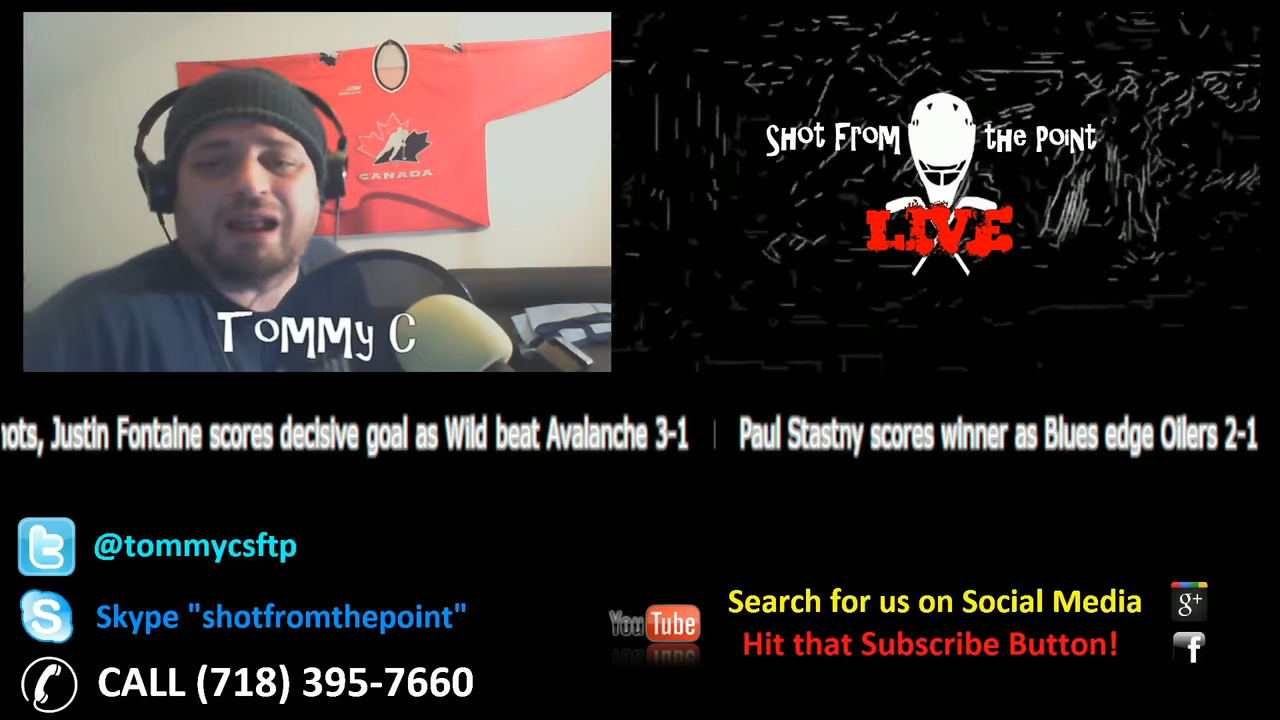 CANADA
Tommy C
SHOT FROM THE POINT
LIVE
Justin Fontaine scores decisive goal as Wild beat Avalanche 3-1 | Paul Stastny scores winner as Blues edge Oilers 2-1
@tommycsftp
Skype "shotfromthepoint"
CALL (718) 395-7660
YouTube
Search for us on Social Media
Hit that Subscribe Button!
g+
f